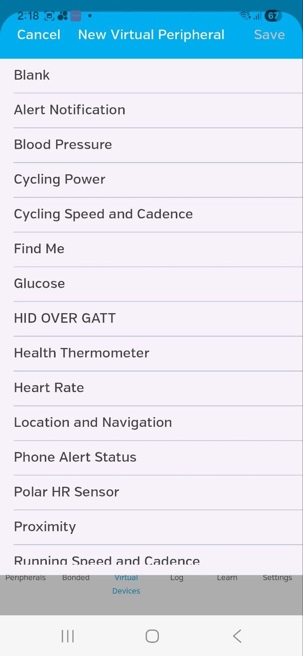 2:18
67
Cancel New Virtual Peripheral Save
Blank
Alert Notification
Blood Pressure
Cycling Power
Cycling Speed and Cadence
Find Me
Glucose
HID OVER GATT
Health Thermometer
Heart Rate
Location and Navigation
Phone Alert Status
Polar HR Sensor
Proximity
Running Speed and Cadence
Peripherals Bonded Virtual Log Learn Settings
Devices